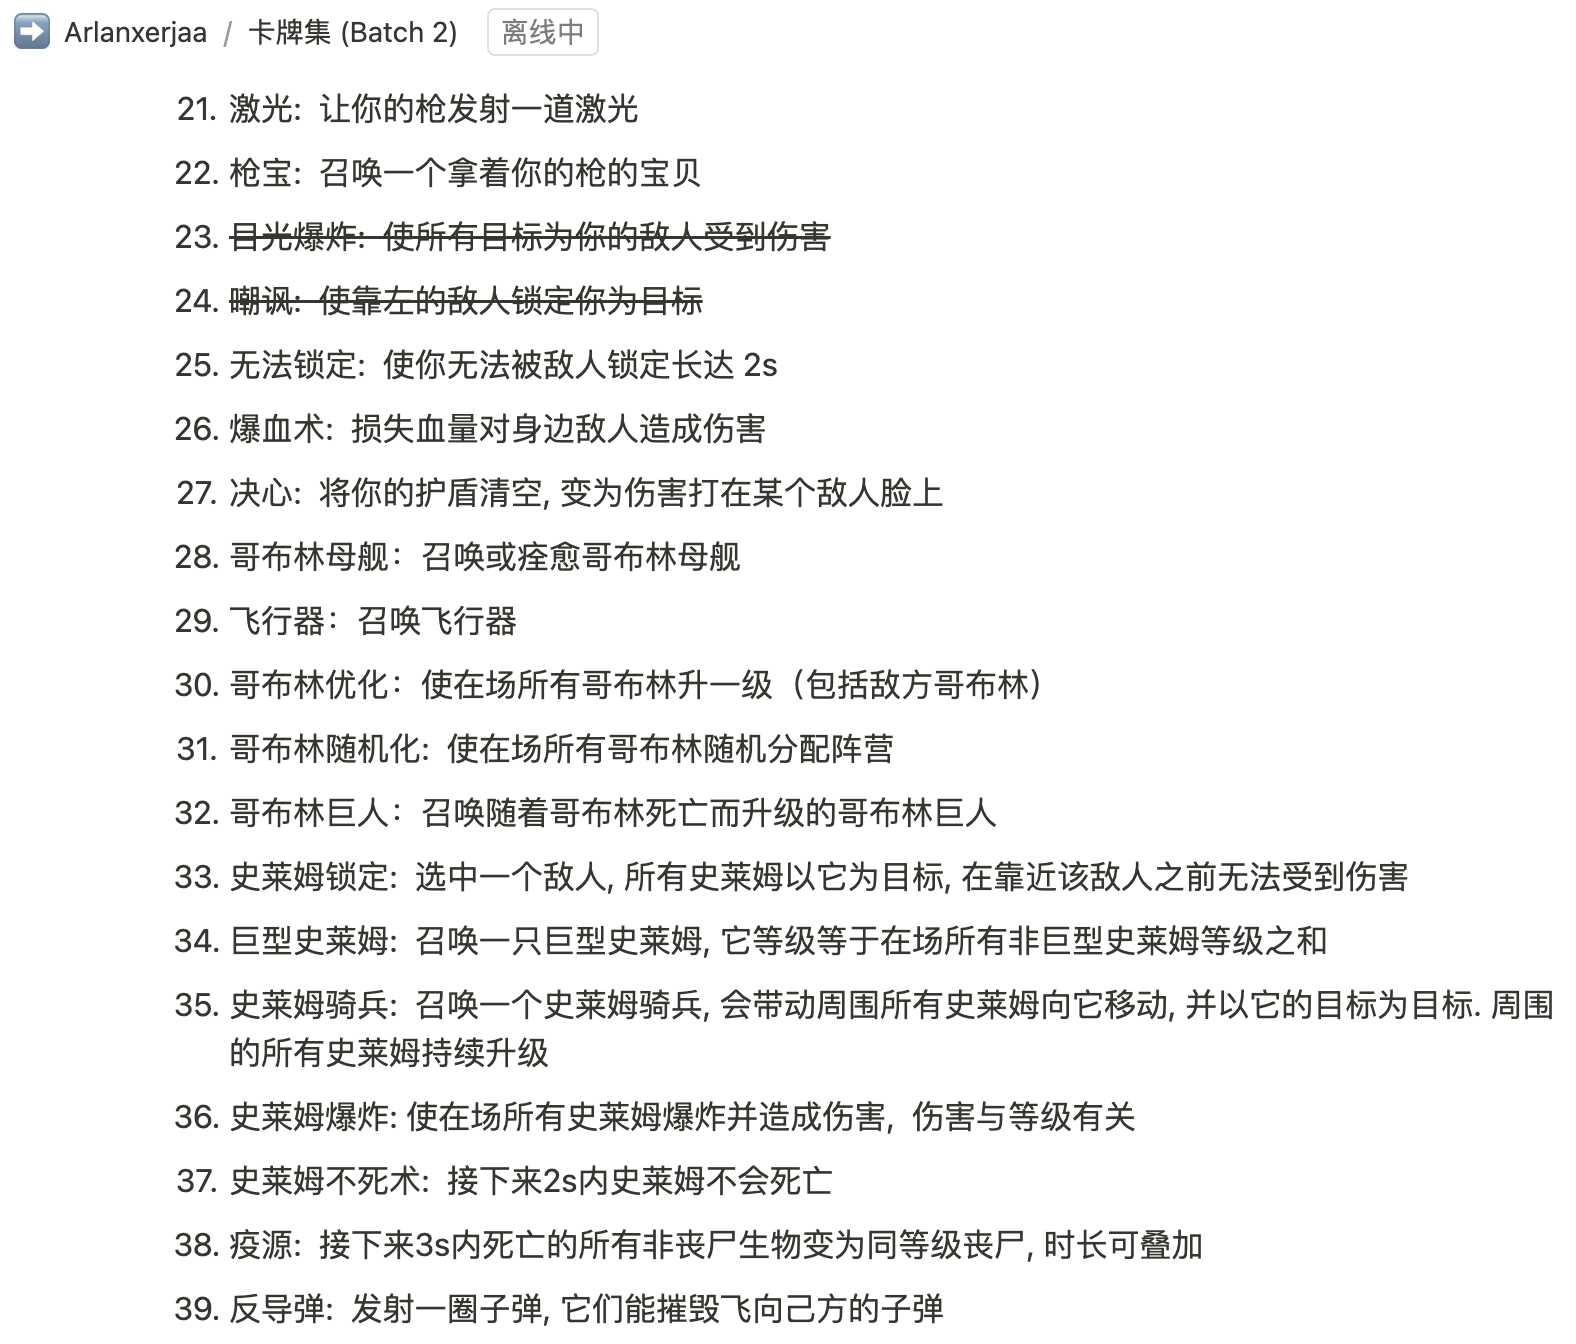 Arlanxerjaa / 卡牌集 (Batch 2) 离线中
21. 激光: 让你的枪发射一道激光
22. 枪宝: 召唤一个拿着你的枪的宝贝
23. 目光爆炸: 使所有目标为你的敌人受到伤害
24. 嘲讽: 使靠左的敌人锁定你为目标
25. 无法锁定: 使你无法被敌人锁定长达 2s
26. 爆血术: 损失血量对身边敌人造成伤害
27. 决心: 将你的护盾清空, 变为伤害打在某个敌人脸上
28. 哥布林母舰：召唤或痊愈哥布林母舰
29. 飞行器：召唤飞行器
30. 哥布林优化：使在场所有哥布林升一级（包括敌方哥布林）
31. 哥布林随机化: 使在场所有哥布林随机分配阵营
32. 哥布林巨人：召唤随着哥布林死亡而升级的哥布林巨人
33. 史莱姆锁定: 选中一个敌人, 所有史莱姆以它为目标, 在靠近该敌人之前无法受到伤害
34. 巨型史莱姆: 召唤一只巨型史莱姆, 它等级等于在场所有非巨型史莱姆等级之和
35. 史莱姆骑兵: 召唤一个史莱姆骑兵, 会带动周围所有史莱姆向它移动, 并以它的目标为目标. 周围
的所有史莱姆持续升级
36. 史莱姆爆炸: 使在场所有史莱姆爆炸并造成伤害, 伤害与等级有关
37. 史莱姆不死术: 接下来2s内史莱姆不会死亡
38. 疫源: 接下来3s内死亡的所有非丧尸生物变为同等级丧尸, 时长可叠加
39. 反导弹: 发射一圈子弹, 它们能摧毁飞向己方的子弹